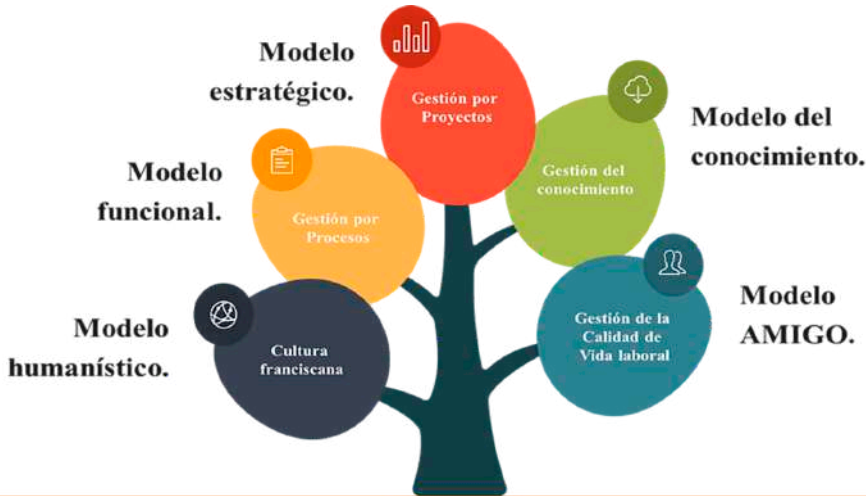 Modelo
estratégico.
Gestión por
Proyectos
Modelo del
conocimiento.
Gestión del
conocimiento
Modelo
funcional.
Gestión por
Procesos
Modelo
AMIGO.
Gestión de la
Calidad de
Vida laboral
Modelo
humanístico.
Cultura
franciscana